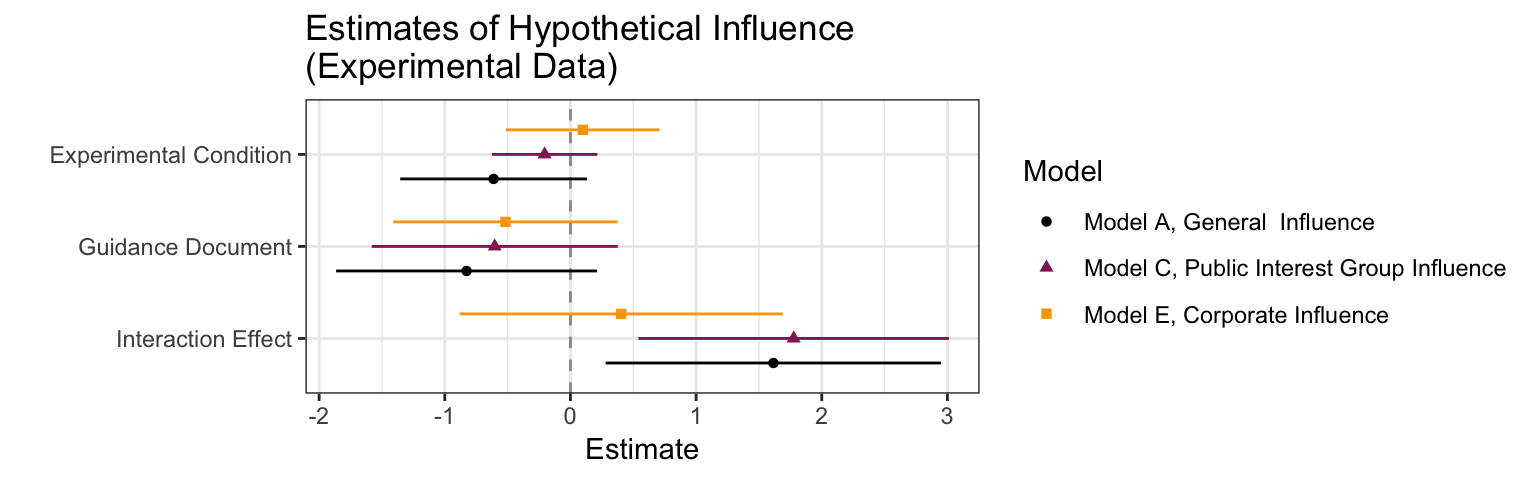 Estimates of Hypothetical Influence
(Experimental Data)
Experimental Condition
Guidance Document
Interaction Effect
-2 -1 0 1 2 3
Estimate
Model
Model A, General  Influence
Model C, Public Interest Group Influence
Model E, Corporate Influence